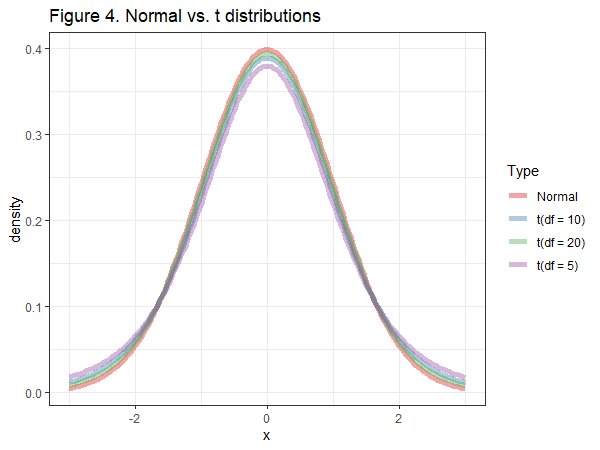 Figure 4. Normal vs. t distributions
0.4
0.3
0.2
0.1
0.0
density
-2
0
2
x
Type
Normal
t(df = 10)
t(df = 20)
t(df = 5)